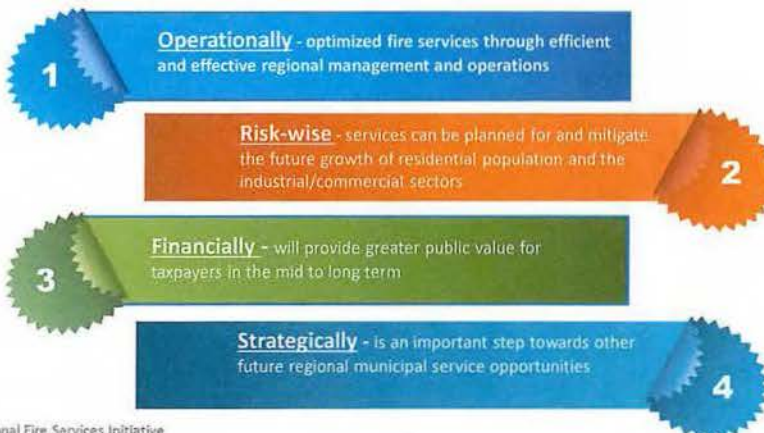 1
Operationally - optimized fire services through efficient
and effective regional management and operations
Risk-wise - services can be planned for and mitigate
the future growth of residential population and the
industrial/commercial sectors
2
3
Financially - will provide greater public value for
taxpayers in the mid to long term
Strategically - is an important step towards other
future regional municipal service opportunities
4
Fire Services Initiative